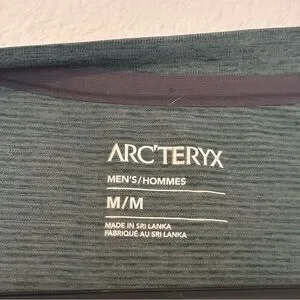 ARC'TERYX
MEN'S/HOMMES
M/M
MADE IN SRI LANKA
FABRIQUÉ AU SRI LANKA